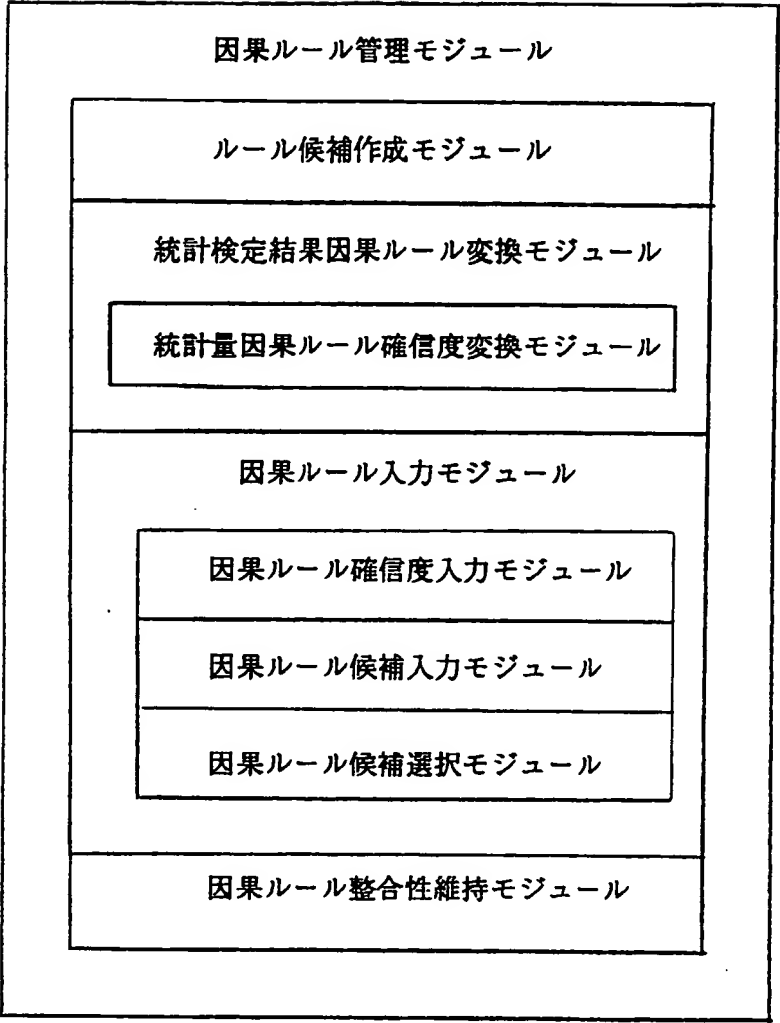 因果ルール管理モジュール
ルール候補作成モジュール
統計検定結果因果ルール変換モジュール
統計量因果ルール確信度変換モジュール
因果ルール入力モジュール
因果ルール確信度入力モジュール
因果ルール候補入力モジュール
因果ルール候補選択モジュール
因果ルール整合性維持モジュール